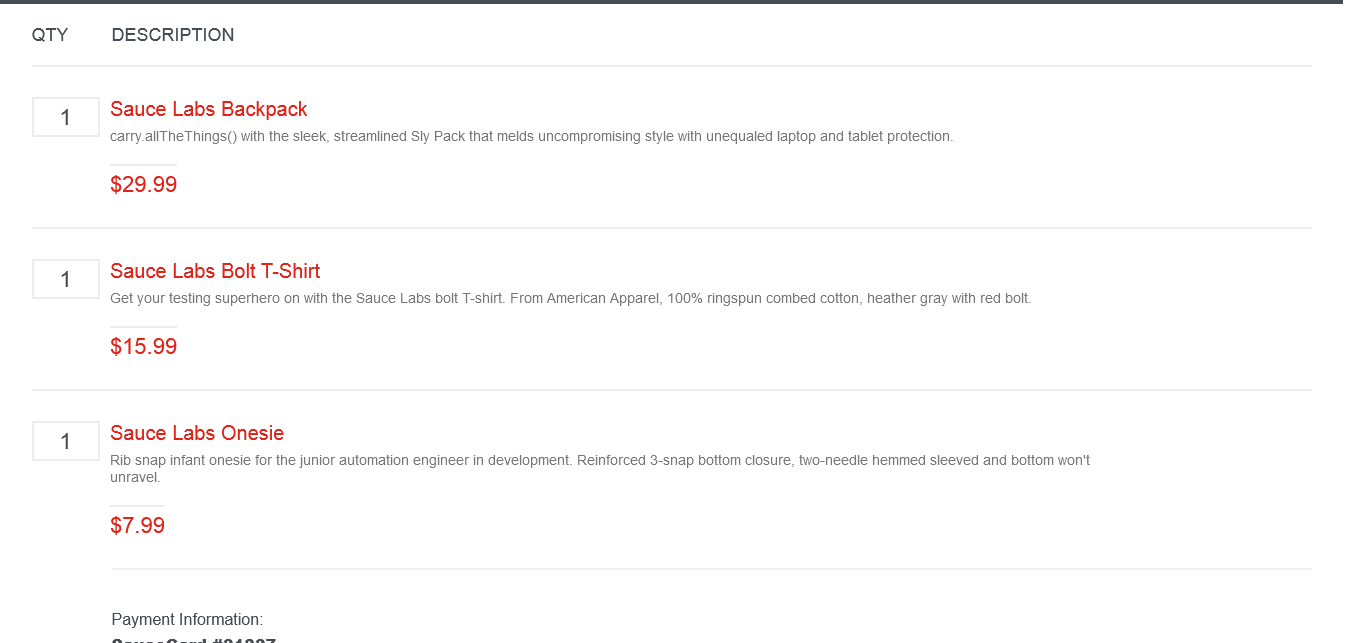 QTY DESCRIPTION
1 Sauce Labs Backpack
carry.allTheThings() with the sleek, streamlined Sly Pack that melds uncompromising style with unequaled laptop and tablet protection.
$29.99
1 Sauce Labs Bolt T-Shirt
Get your testing superhero on with the Sauce Labs bolt T-shirt. From American Apparel, 100% ringspun combed cotton, heather gray with red bolt.
$15.99
1 Sauce Labs Onesie
Rib snap infant onesie for the junior automation engineer in development. Reinforced 3-snap bottom closure, two-needle hemmed sleeved and bottom won't
unravel.
$7.99
Payment Information: